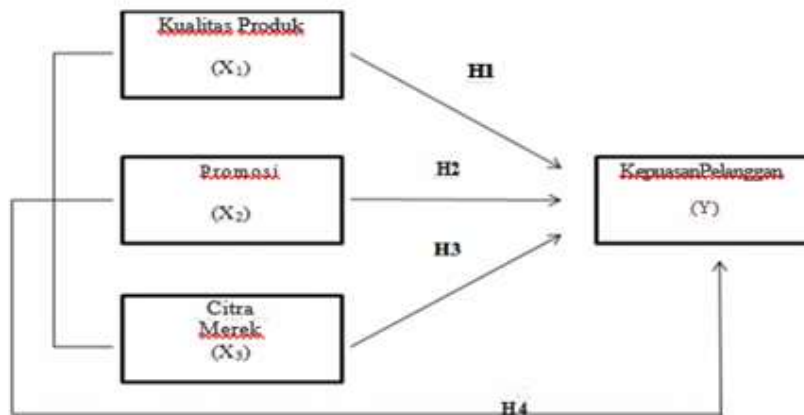 Kualitas Produk
(X₁)
H1
Promosi
(X₂)
H2
KepuasanPelanggan
(Y)
H3
Citra
Merek
(X₃)
H4